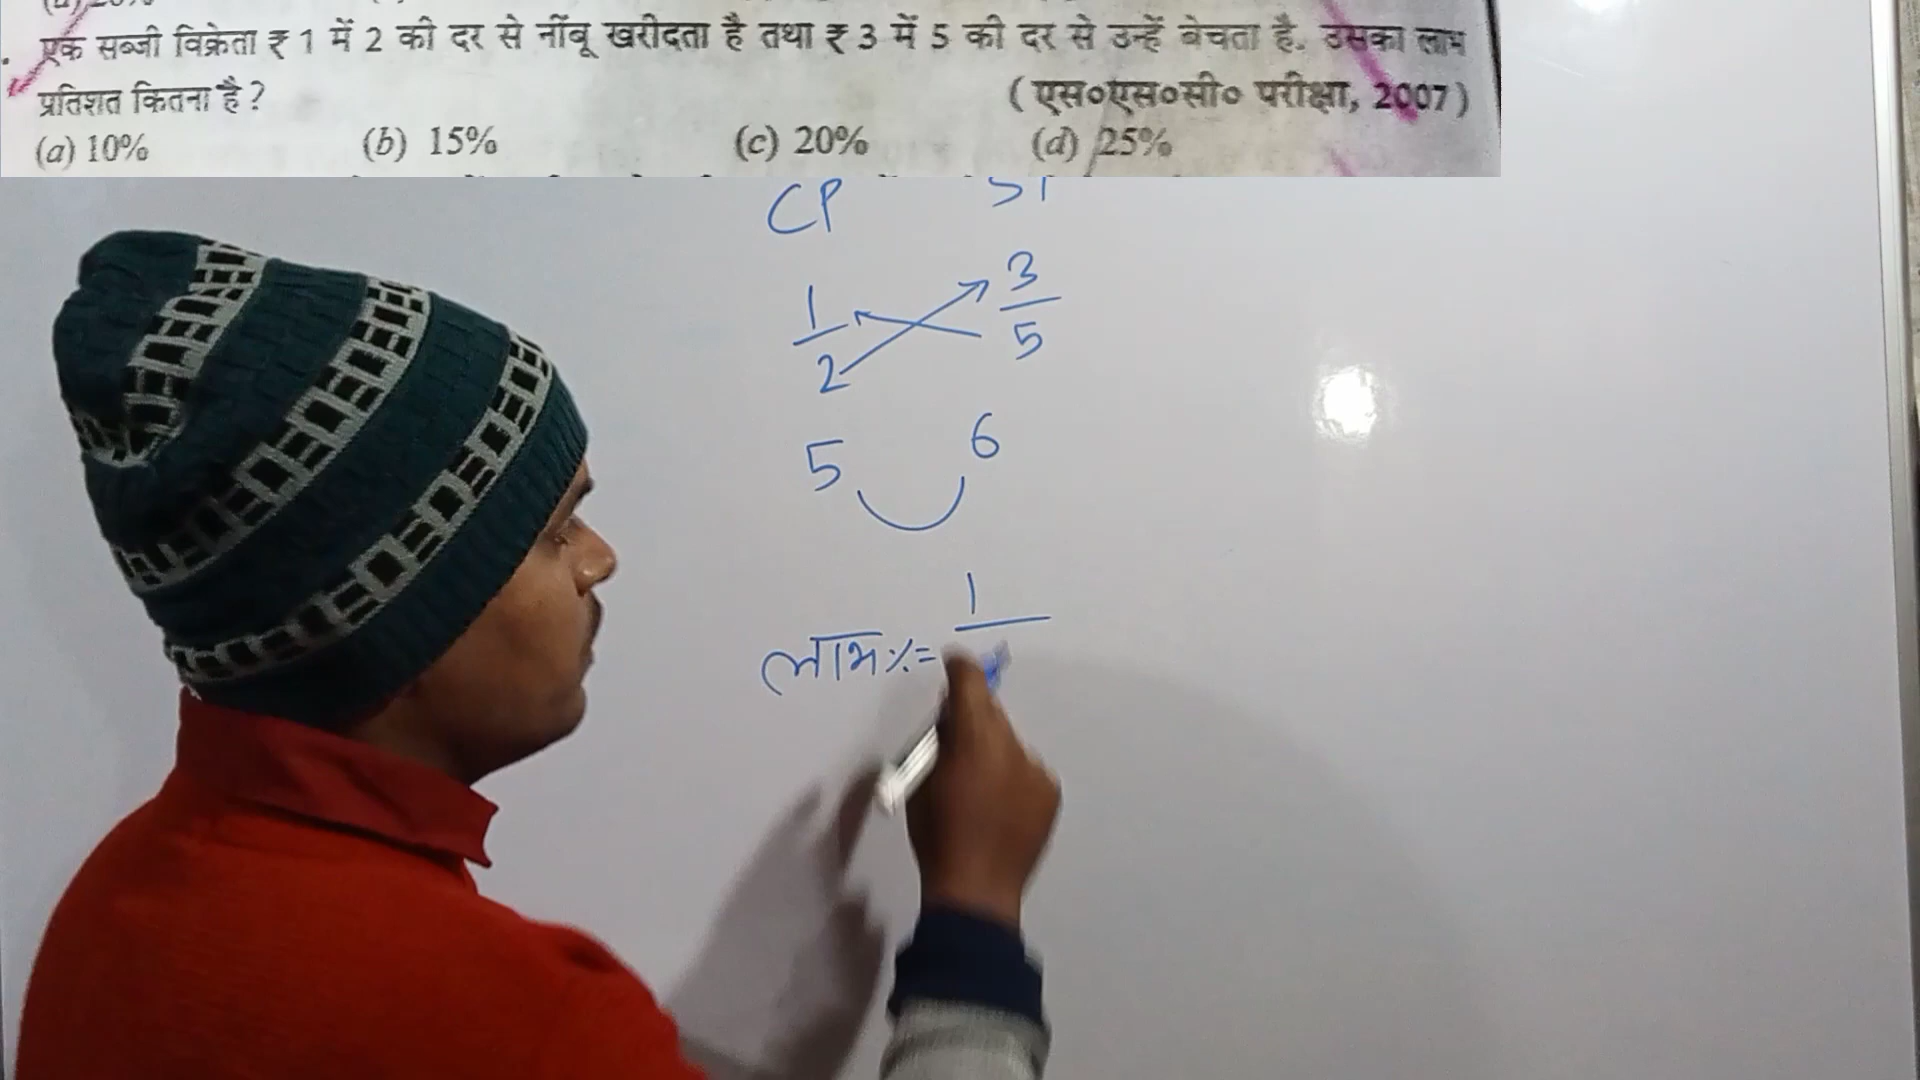 एक सब्जी विक्रेता ₹ 1 में 2 की दर से नींबू खरीदता है तथा ₹ 3 में 5 की दर से उन्हें बेचता है. उसका लाभ
प्रतिशत कितना है ? (एस०एस०सी० परीक्षा, 2007)
(a) 10% (b) 15% (c) 20% (d) 25%
CP SP
1/2 3/5
5 6
लाभ%= 1